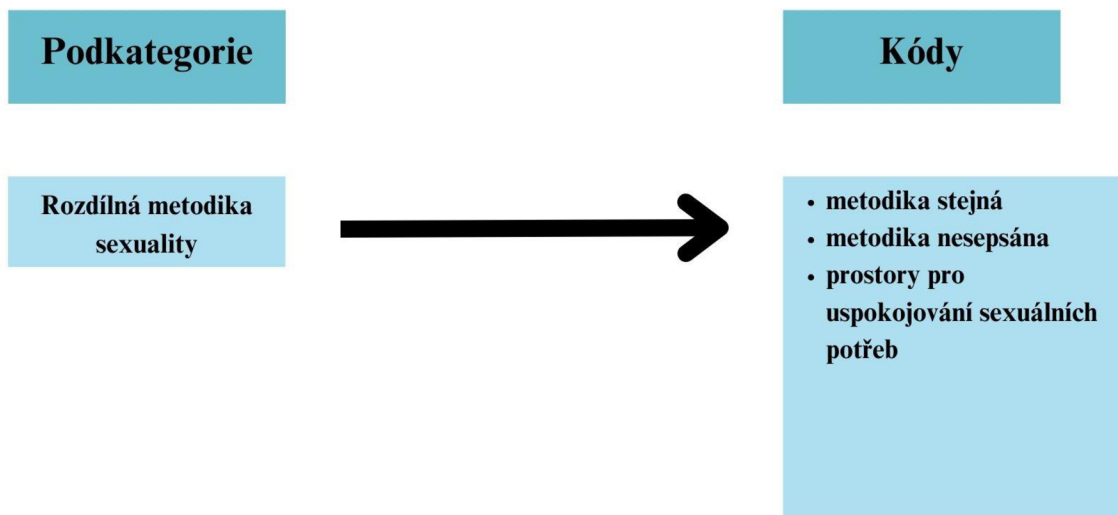 Podkategorie
Kódy
Rozdílná metodika
sexuality
• metodika stejná
• metodika nesepsána
• prostory pro
uspokojování sexuálních
potřeb